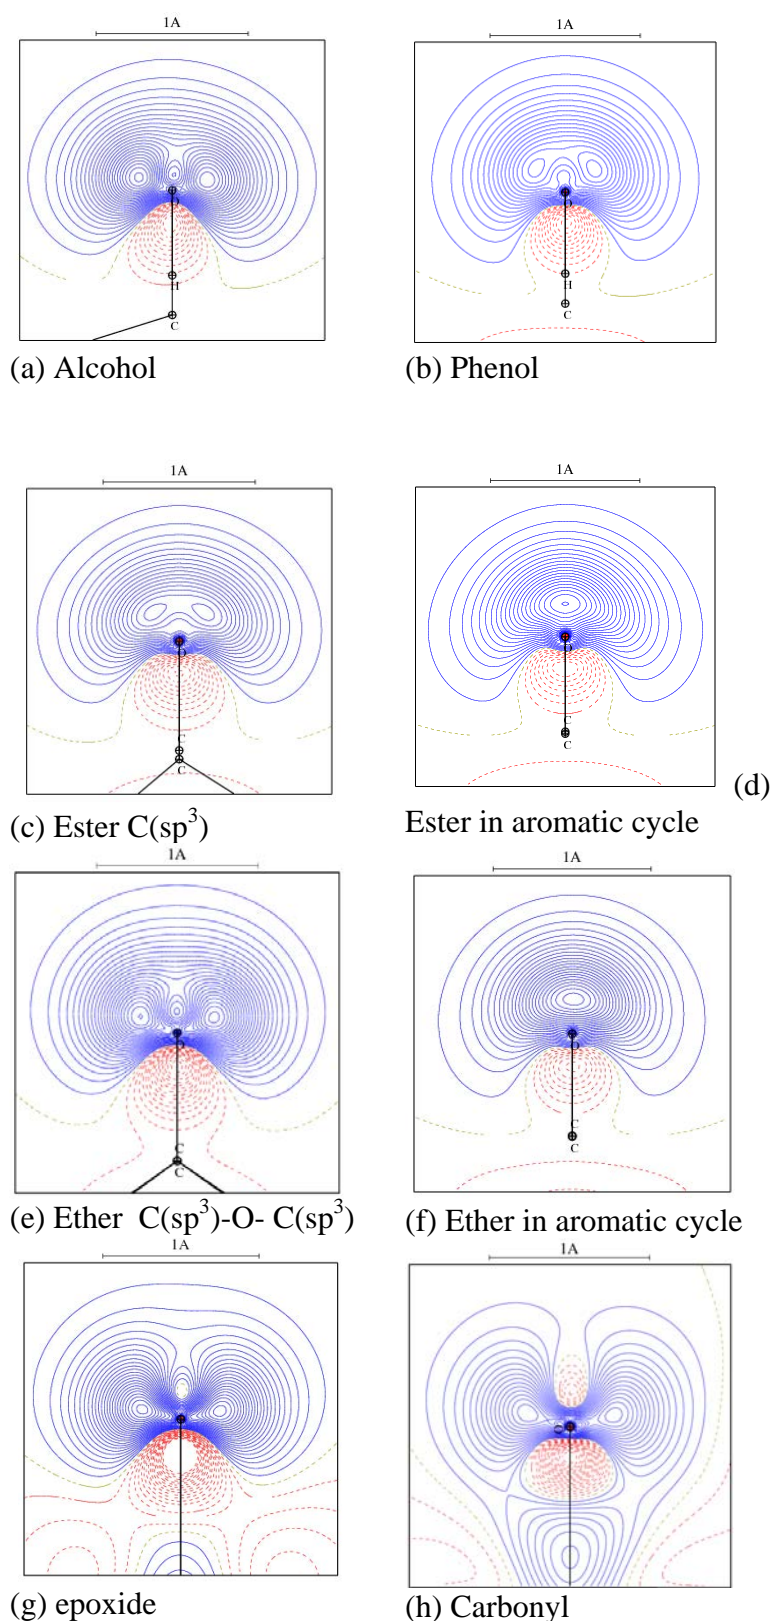 1A
1A
O
H
C
O
H
C
(a) Alcohol
(b) Phenol
1A
1A
O
C
C
O
C
C
(c) Ester C(sp3)
(d)
Ester in aromatic cycle
1A
1A
O
C
C
O
C
C
(e) Ether C(sp3)-O- C(sp3)
(f) Ether in aromatic cycle
1A
1A
O
(g) epoxide
(h) Carbonyl